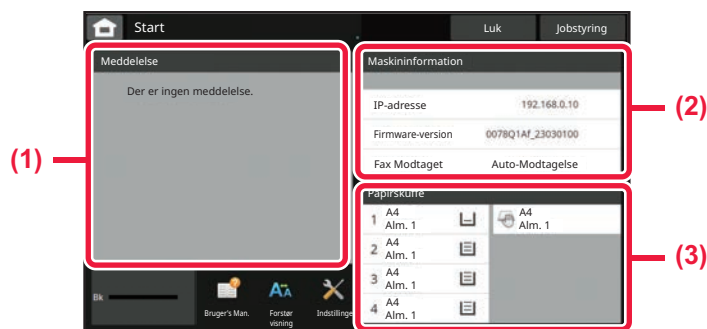 Start
Luk
Jobstyring
Meddelelse
Der er ingen meddelelse.
(1)
Maskininformation
IP-adresse 192.168.0.10
Firmware-version 0078Q1Af_23030100
Fax Modtaget Auto-Modtagelse
(2)
Papirskuffe
1 A4
Alm. 1
A4
Alm. 1
2 A4
Alm. 1
3 A4
Alm. 1
4 A4
Alm. 1
(3)
Bk
Bruger's Man.
Forstør
visning
Indstillinge